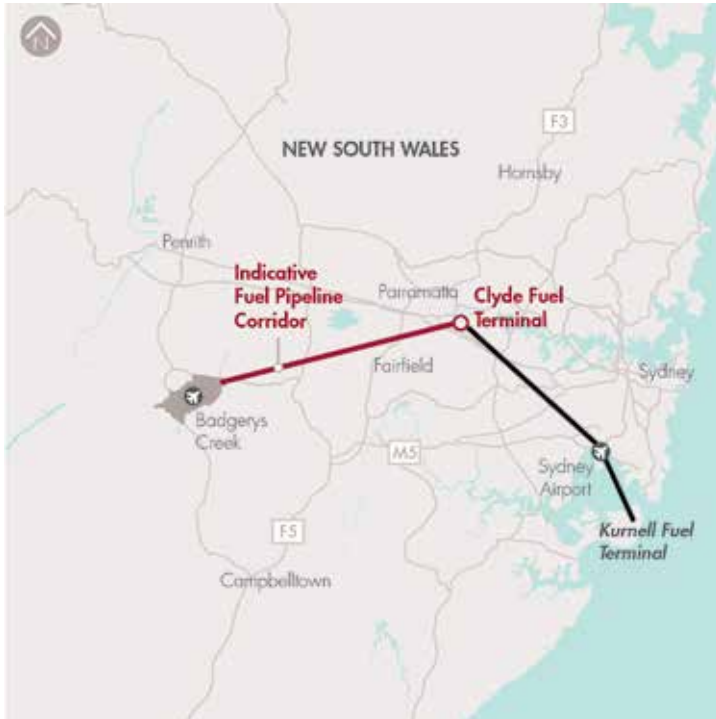 N
F3
NEW SOUTH WALES
Hornsby
Penrith
Indicative
Fuel Pipeline
Corridor
Parramatta
Clyde Fuel
Terminal
Fairfield
Sydney
Badgerys
Creek
M5
Sydney
Airport
F5
Kurnell Fuel
Terminal
Campbelltown